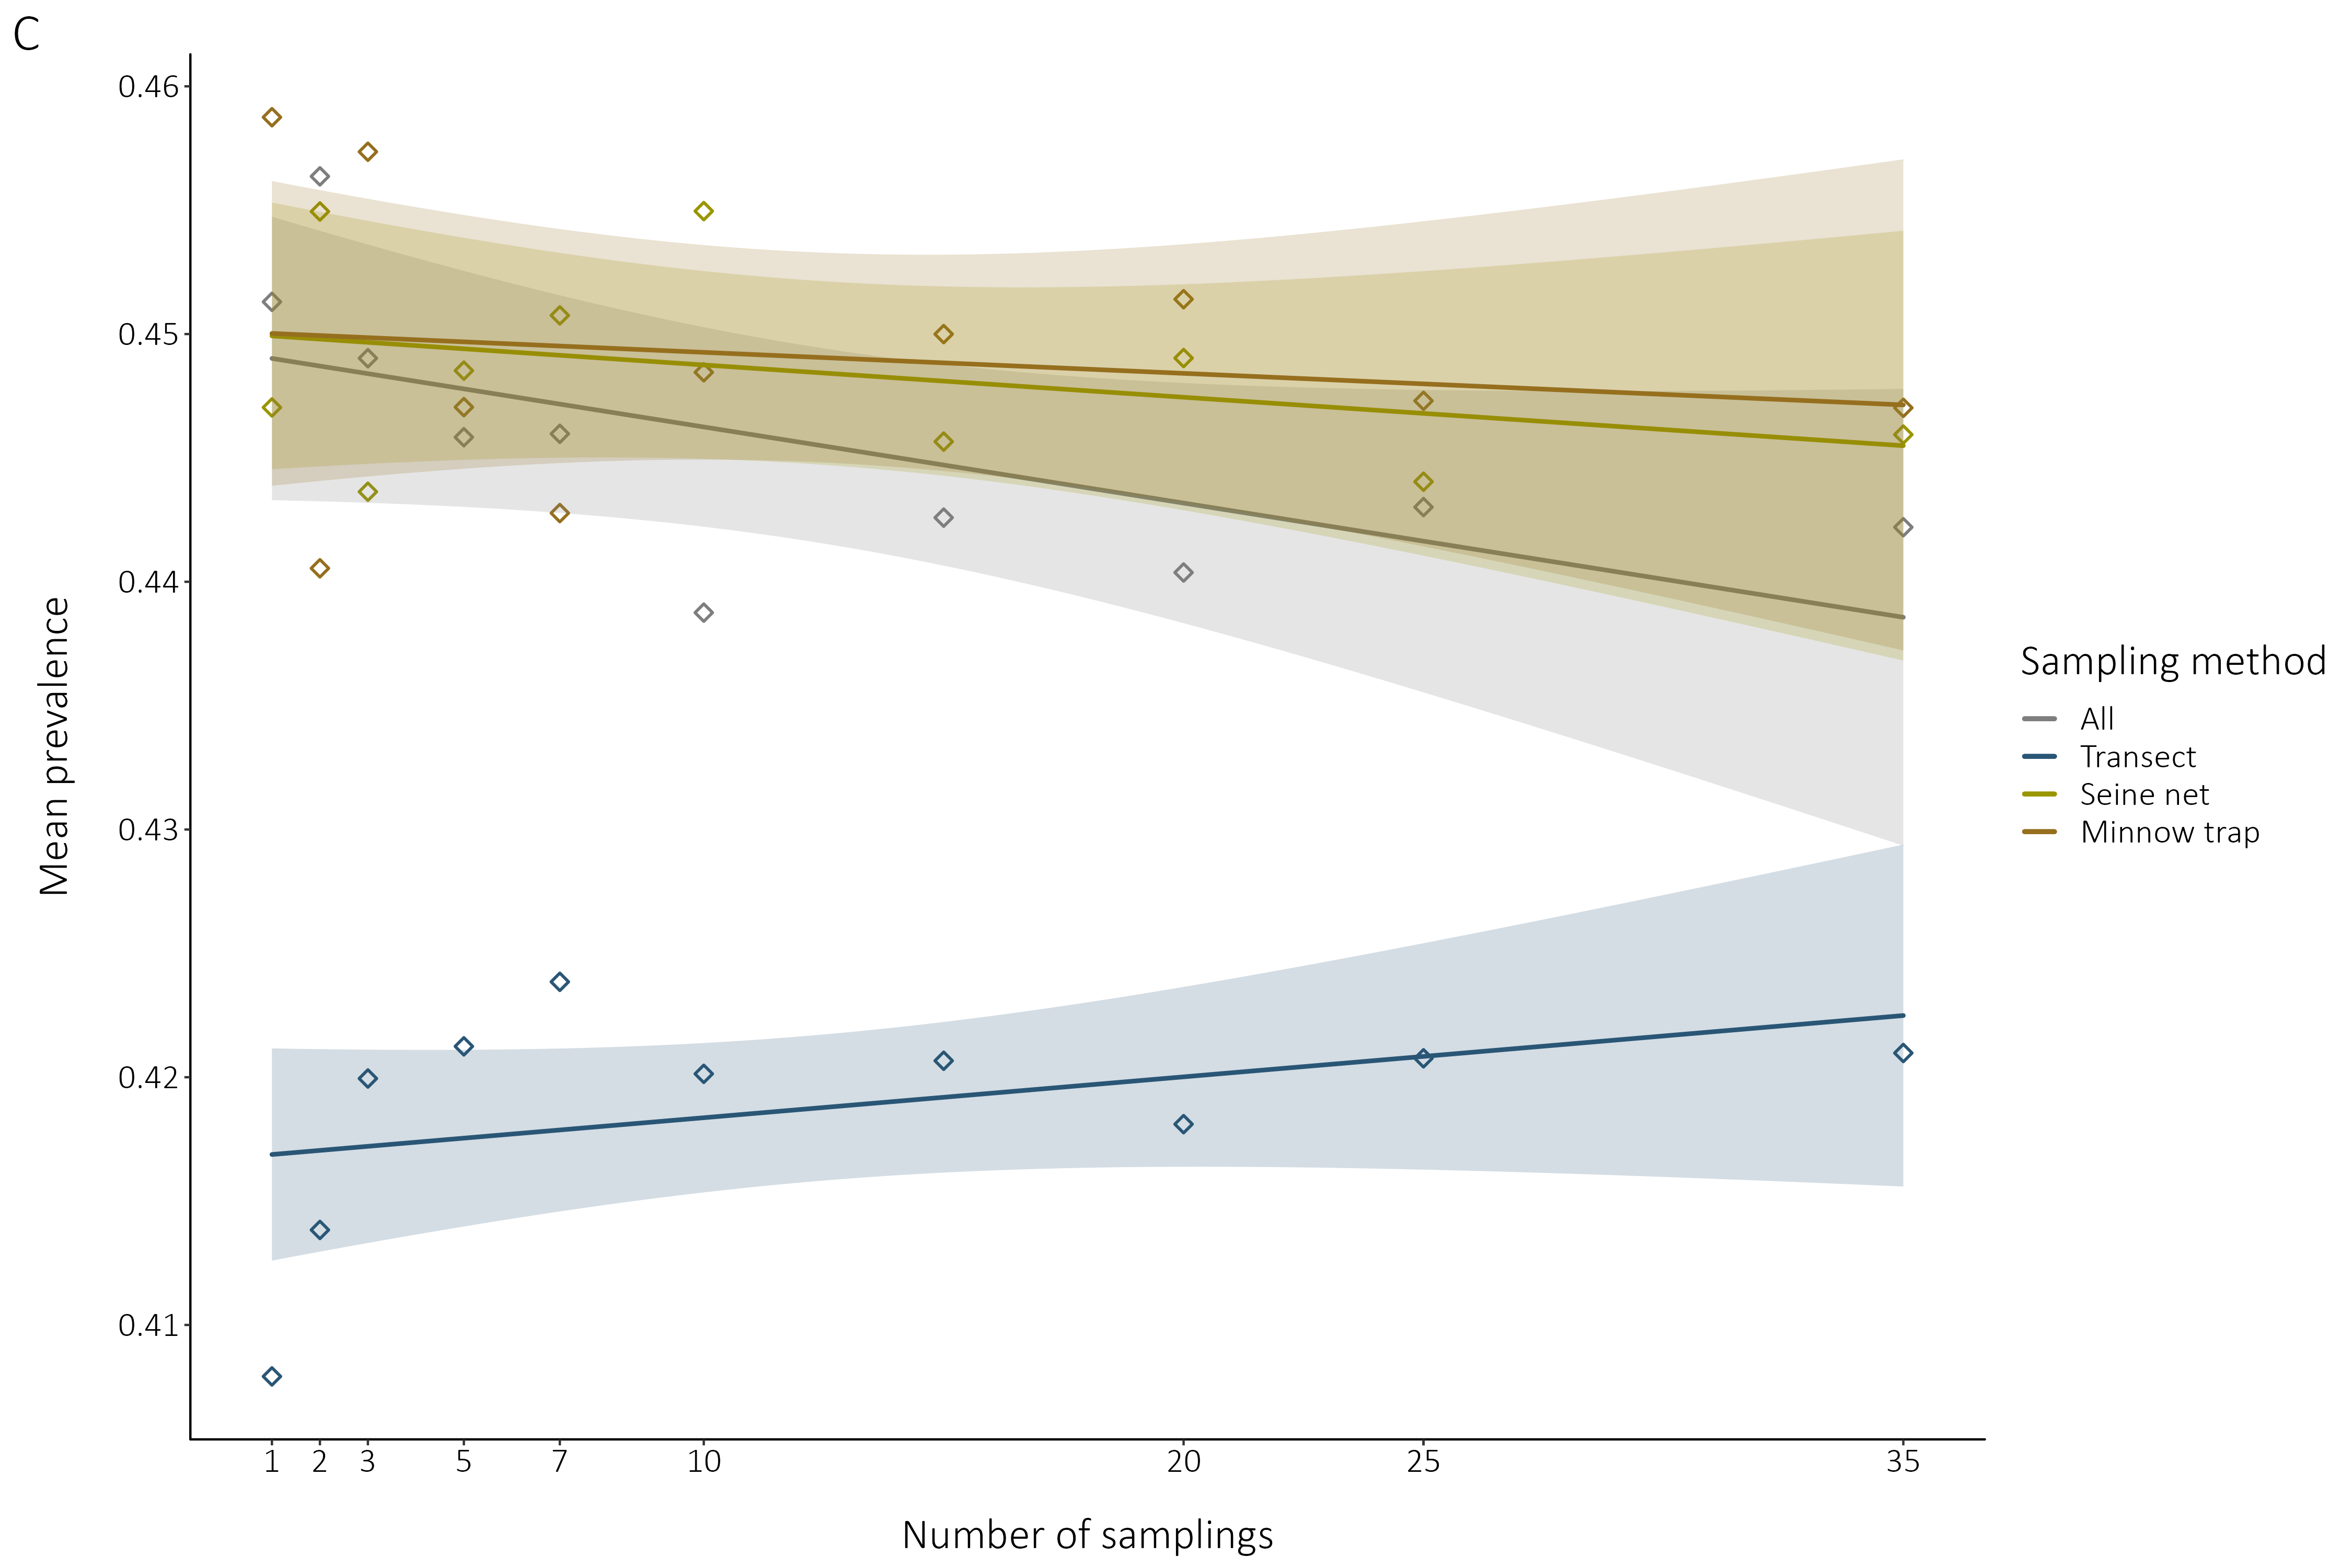 C
0.46
0.45
0.44
0.43
0.42
0.41
Mean prevalence
1 2 3 5 7 10 20 25 35
Number of samplings
Sampling method
All
Transect
Seine net
Minnow trap